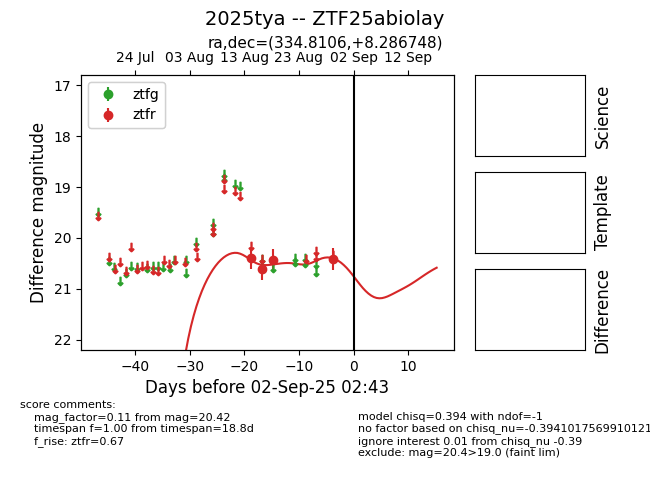 2025tya -- ZTF25abiolay
ra,dec=(334.8106,+8.286748)
24 Jul 03 Aug 13 Aug 23 Aug 02 Sep 12 Sep
ztfg
ztfr
17
18
19
20
21
22
Difference magnitude
−40 −30 −20 −10 0 10
Days before 02-Sep-25 02:43
Science
Template
Difference
score comments:
mag_factor=0.11 from mag=20.42
timespan f=1.00 from timespan=18.8d
f_rise: ztfr=0.67
model chisq=0.394 with ndof=-1
no factor based on chisq_nu=-0.3941017569910121
ignore interest 0.01 from chisq_nu -0.39
exclude: mag=20.4>19.0 (faint lim)